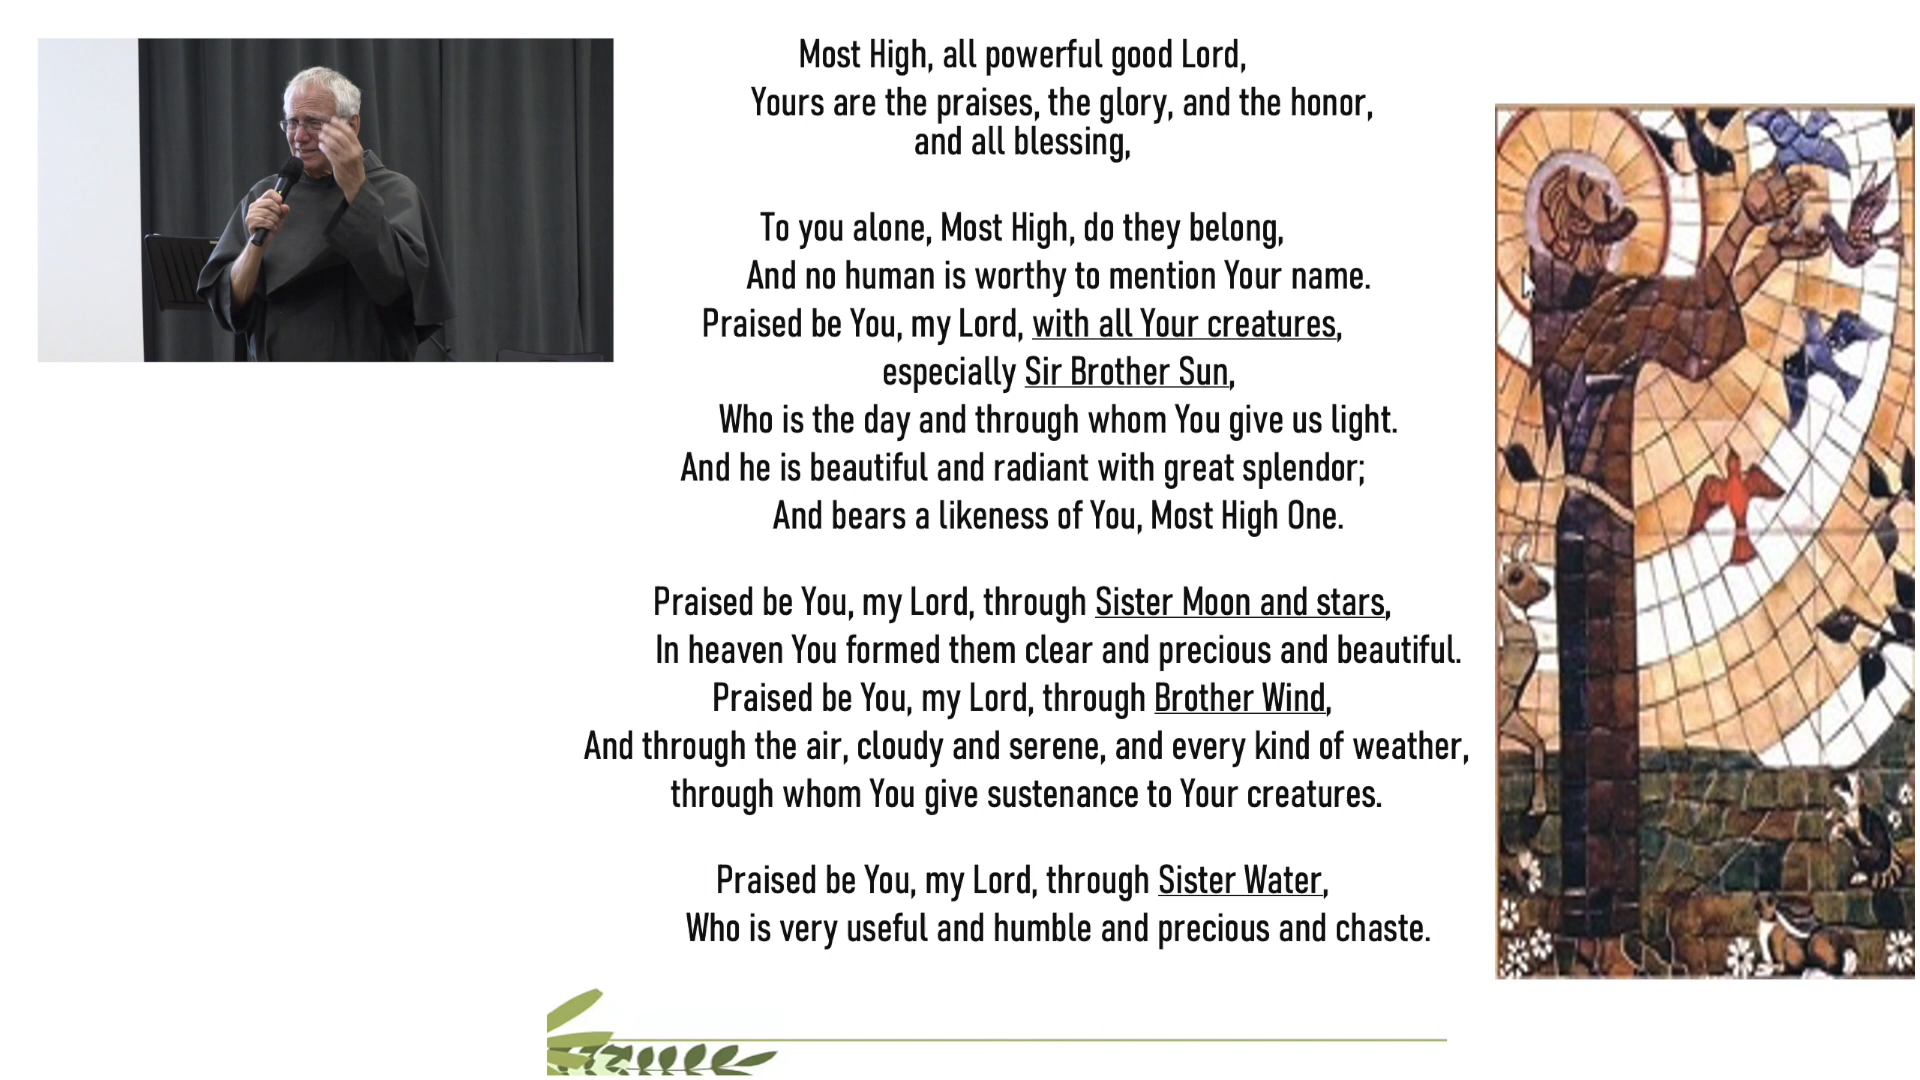 Most High, all powerful good Lord,
Yours are the praises, the glory, and the honor,
and all blessing,
To you alone, Most High, do they belong,
And no human is worthy to mention Your name.
Praised be You, my Lord, with all Your creatures,
especially Sir Brother Sun,
Who is the day and through whom You give us light.
And he is beautiful and radiant with great splendor;
And bears a likeness of You, Most High One.
Praised be You, my Lord, through Sister Moon and stars,
In heaven You formed them clear and precious and beautiful.
Praised be You, my Lord, through Brother Wind,
And through the air, cloudy and serene, and every kind of weather,
through whom You give sustenance to Your creatures.
Praised be You, my Lord, through Sister Water,
Who is very useful and humble and precious and chaste.